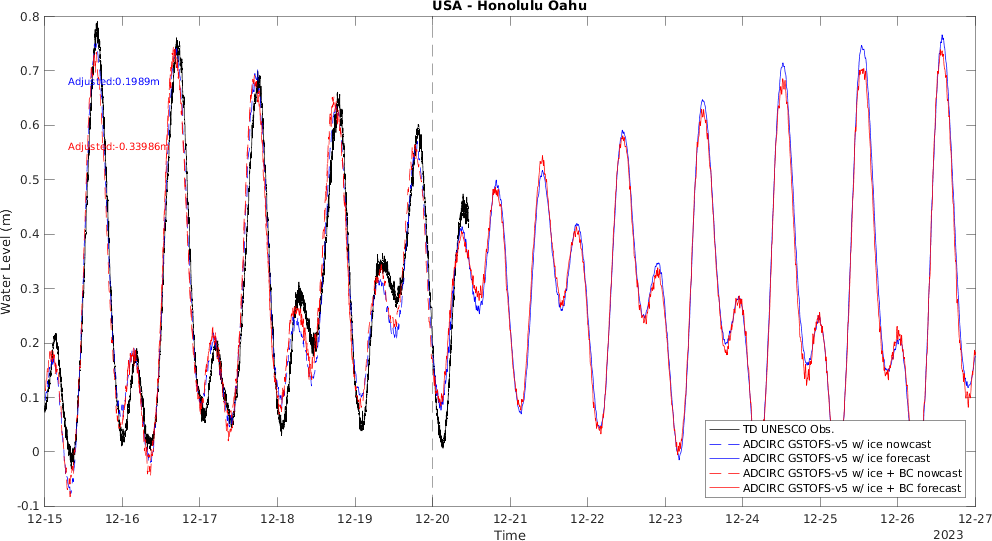 USA - Honolulu Oahu
0.8
0.7
0.6
0.5
0.4
0.3
0.2
0.1
0
-0.1
Water Level (m)
Adjusted:0.1989m
Adjusted:-0.33986m
TD UNESCO Obs.
ADCIRC GSTOFS-v5 w/ ice nowcast
ADCIRC GSTOFS-v5 w/ ice forecast
ADCIRC GSTOFS-v5 w/ ice + BC nowcast
ADCIRC GSTOFS-v5 w/ ice + BC forecast
12-15 12-16 12-17 12-18 12-19 12-20 12-21 12-22 12-23 12-24 12-25 12-26 12-27
Time
2023